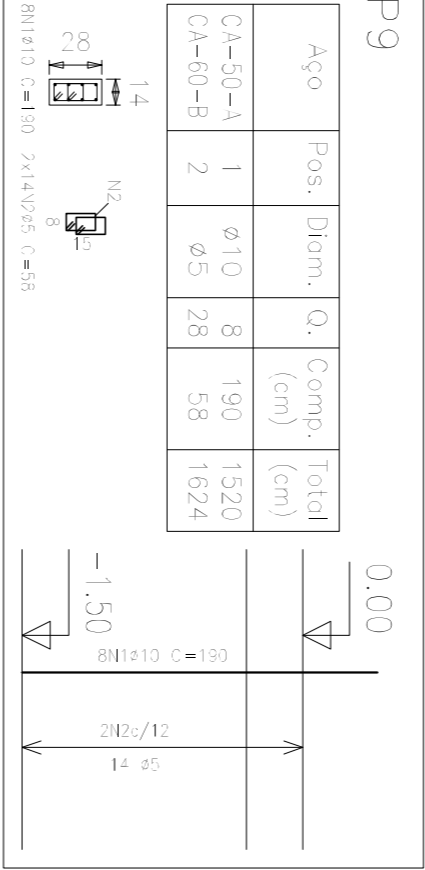 P9
Aço Pos. Diam. Q. Comp. (cm) Total (cm)
CA-50-A 1 ø10 8 190 1520
CA-60-B 2 ø5 28 58 1624
14
28
N2
8
15
8N1ø10 C=190 2x14N2ø5 C=58
0.00
-1.50
8N1ø10 C=190
2N2c/12
14 ø5